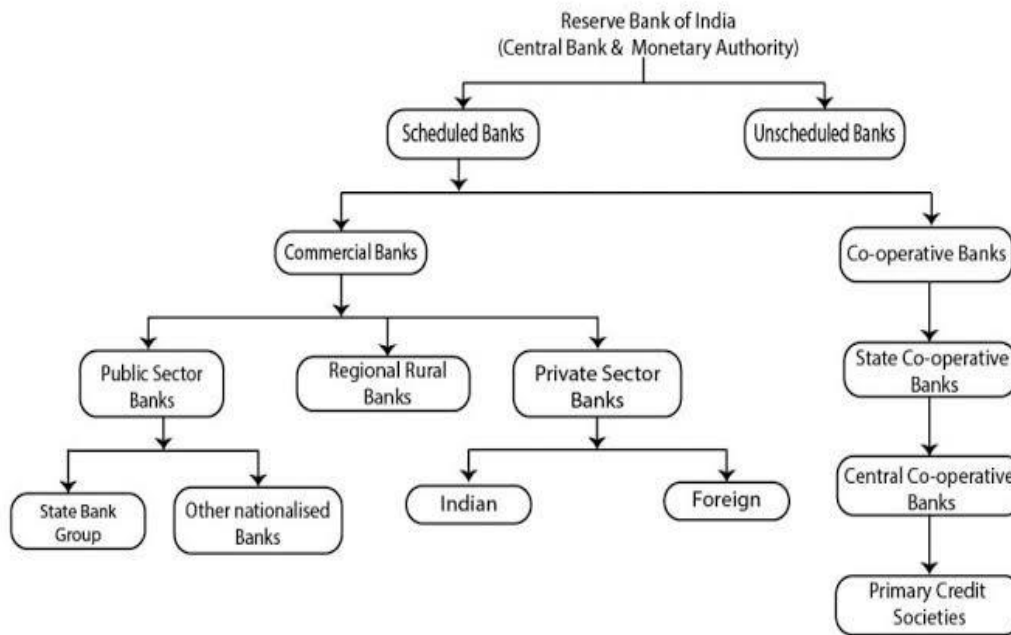 Reserve Bank of India
(Central Bank & Monetary Authority)
Scheduled Banks
Unscheduled Banks
Commercial Banks
Co-operative Banks
Public Sector
Banks
Regional Rural
Banks
Private Sector
Banks
State Co-operative
Banks
State Bank
Group
Other nationalised
Banks
Indian
Foreign
Central Co-operative
Banks
Primary Credit
Societies